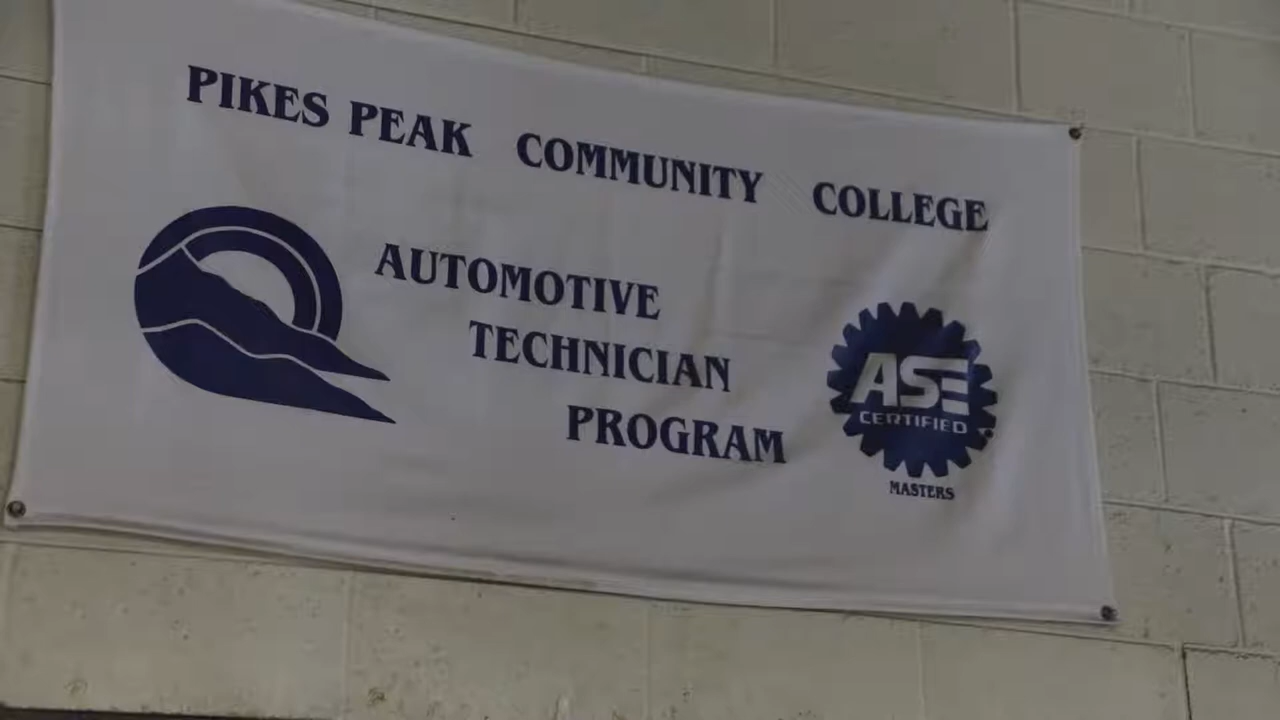 PIKES PEAK COMMUNITY COLLEGE
AUTOMOTIVE
TECHNICIAN
PROGRAM
ASE
CERTIFIED
MASTERS